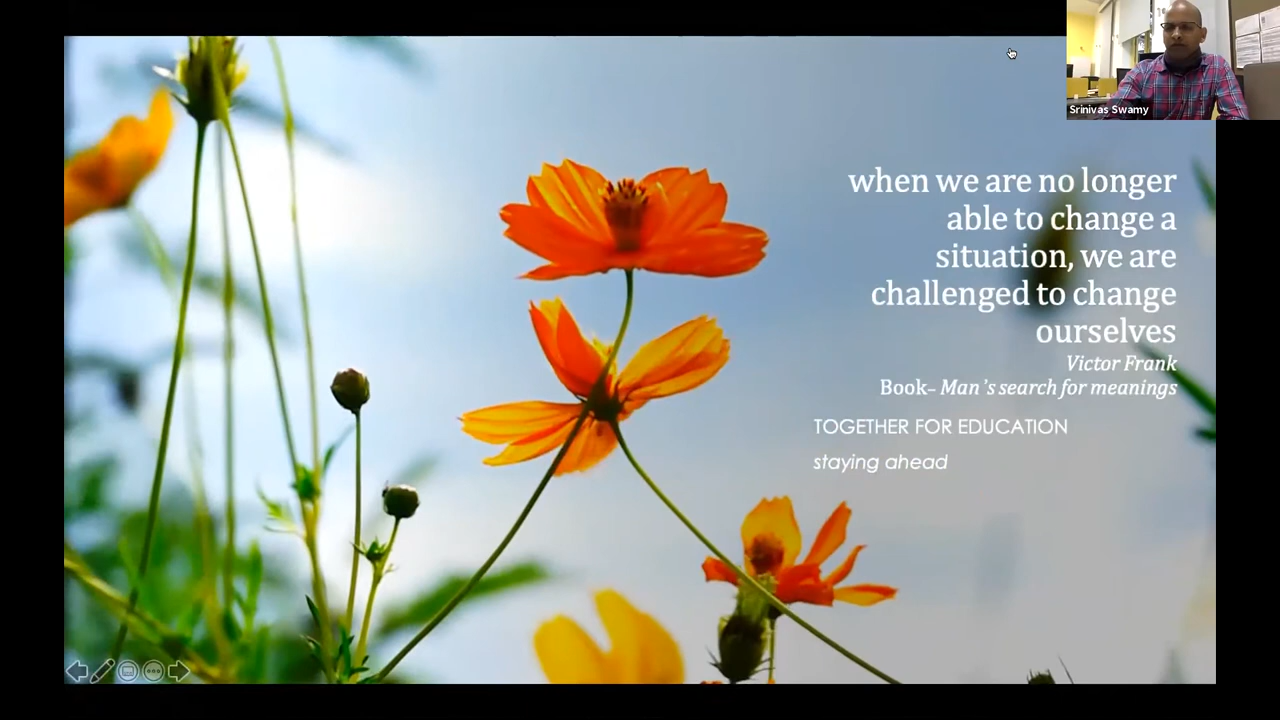 Srinivas Swamy
when we are no longer
able to change a
situation, we are
challenged to change
ourselves
Victor Frank
Book– Man's search for meanings
TOGETHER FOR EDUCATION
staying ahead